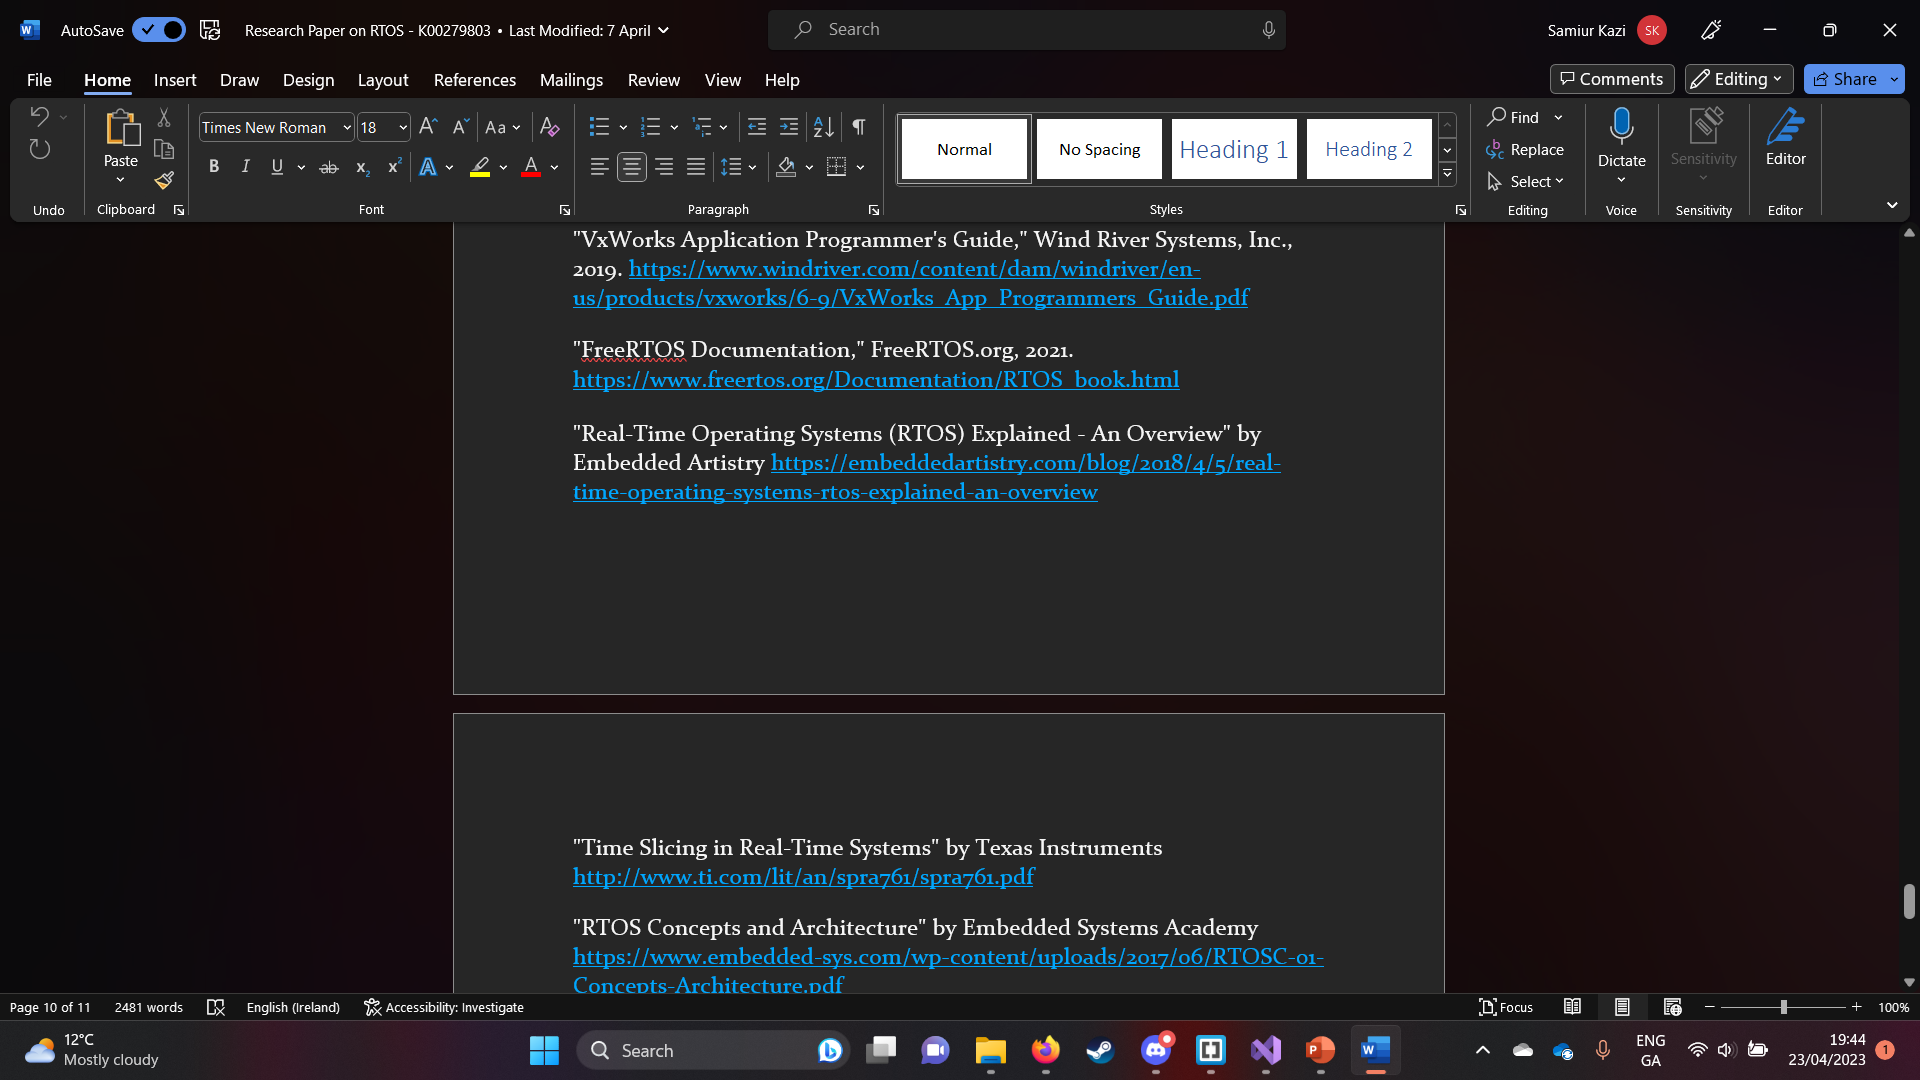 AutoSave
Research Paper on RTOS - K00279803 • Last Modified: 7 April
Search
Samiur Kazi
SK
File
Home
Insert
Draw
Design
Layout
References
Mailings
Review
View
Help
Comments
Editing
Share
Undo
Paste
Clipboard
Times New Roman
18
Font
Paragraph
Normal
No Spacing
Heading 1
Heading 2
Styles
Find
Replace
Select
Editing
Dictate
Voice
Sensitivity
Sensitivity
Editor
Editor
"VxWorks Application Programmer's Guide," Wind River Systems, Inc.,
2019. https://www.windriver.com/content/dam/windriver/en-
us/products/vxworks/6-9/VxWorks_App_Programmers_Guide.pdf
"FreeRTOS Documentation," FreeRTOS.org, 2021.
https://www.freertos.org/Documentation/RTOS_book.html
"Real-Time Operating Systems (RTOS) Explained - An Overview" by
Embedded Artistry https://embeddedartistry.com/blog/2018/4/5/real-
time-operating-systems-rtos-explained-an-overview
"Time Slicing in Real-Time Systems" by Texas Instruments
http://www.ti.com/lit/an/spra761/spra761.pdf
"RTOS Concepts and Architecture" by Embedded Systems Academy
https://www.embedded-sys.com/wp-content/uploads/2017/06/RTOSC-01-
Concepts-Architecture.pdf
Page 10 of 11
2481 words
English (Ireland)
Accessibility: Investigate
Focus
100%
12°C
Mostly cloudy
Search
ENG
GA
19:44
23/04/2023
1